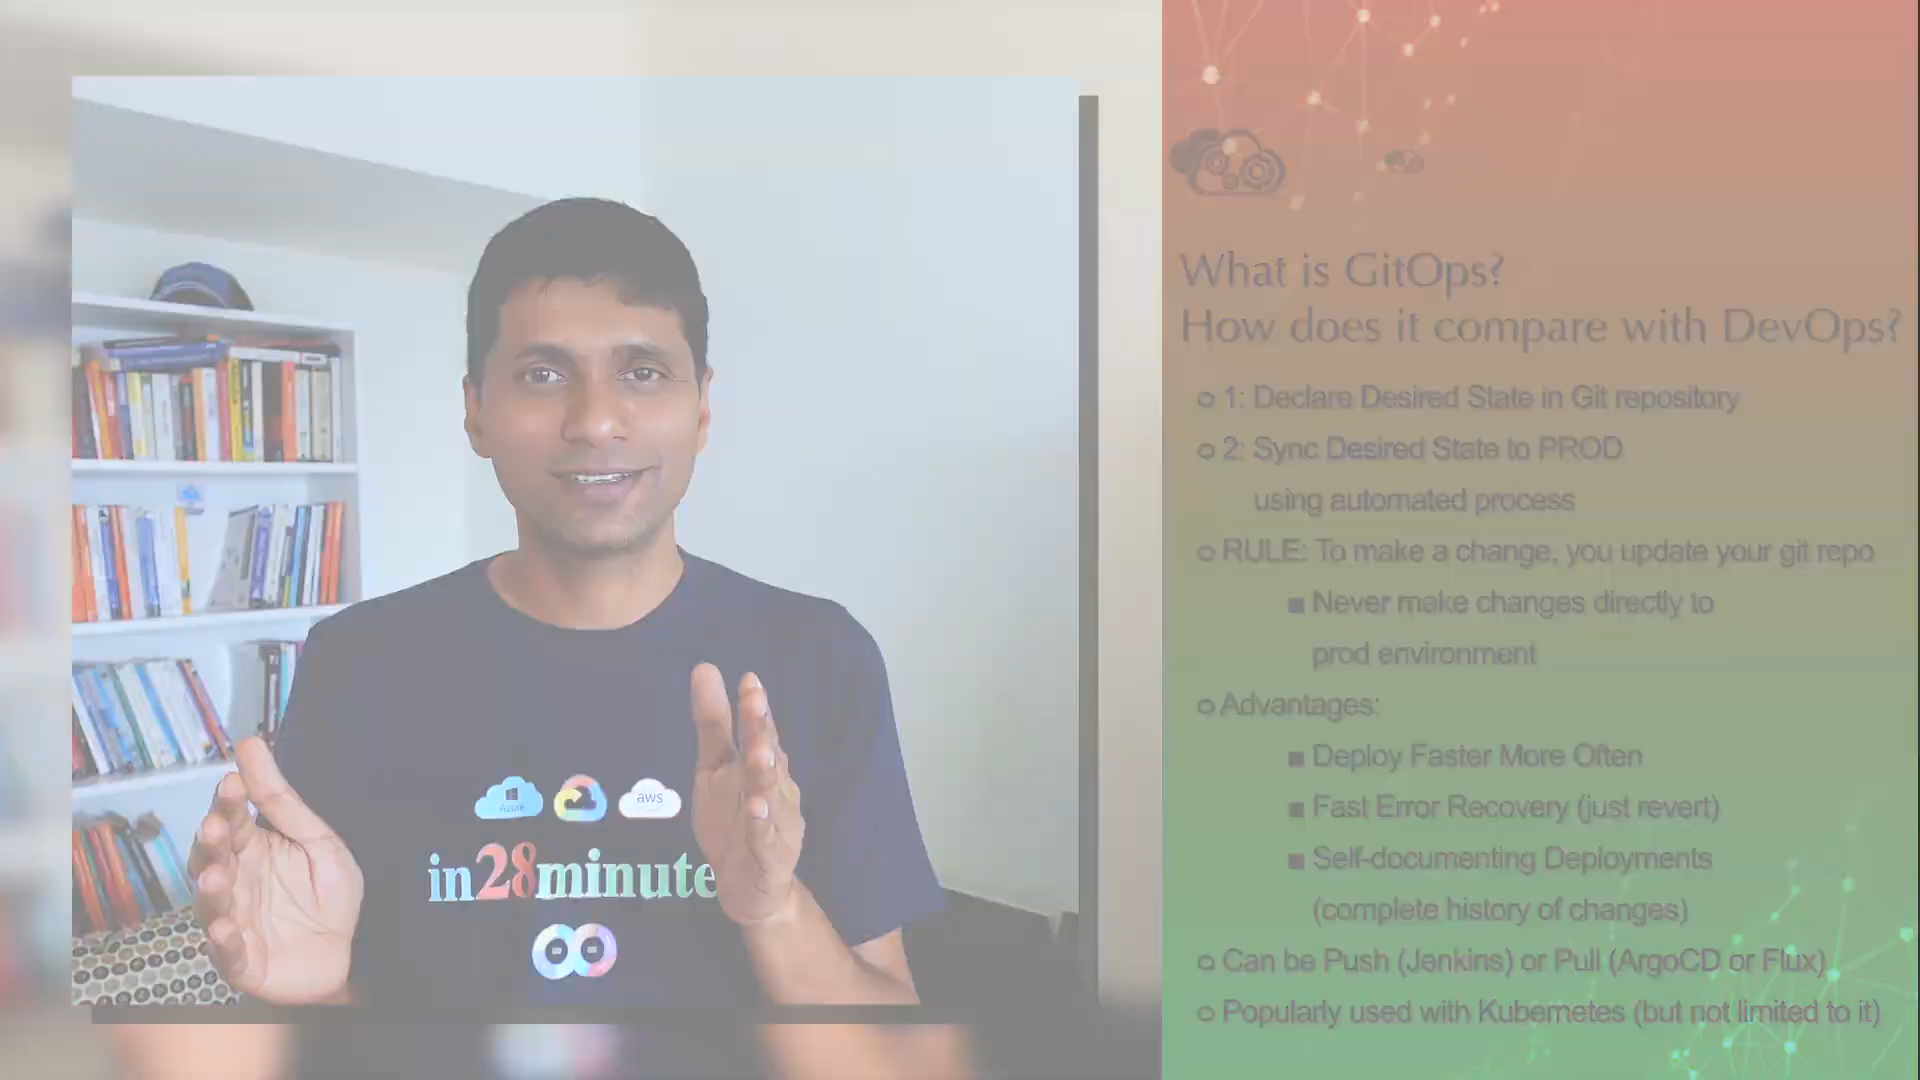 Azure
aws
in28minute
What is GitOps?
How does it compare with DevOps?
1: Declare Desired State in Git repository
2: Sync Desired State to PROD
using automated process
RULE: To make a change, you update your git repo
Never make changes directly to
prod environment
Advantages:
Deploy Faster More Often
Fast Error Recovery (just revert)
Self-documenting Deployments
(complete history of changes)
Can be Push (Jenkins) or Pull (ArgoCD or Flux)
Popularly used with Kubernetes (but not limited to it)